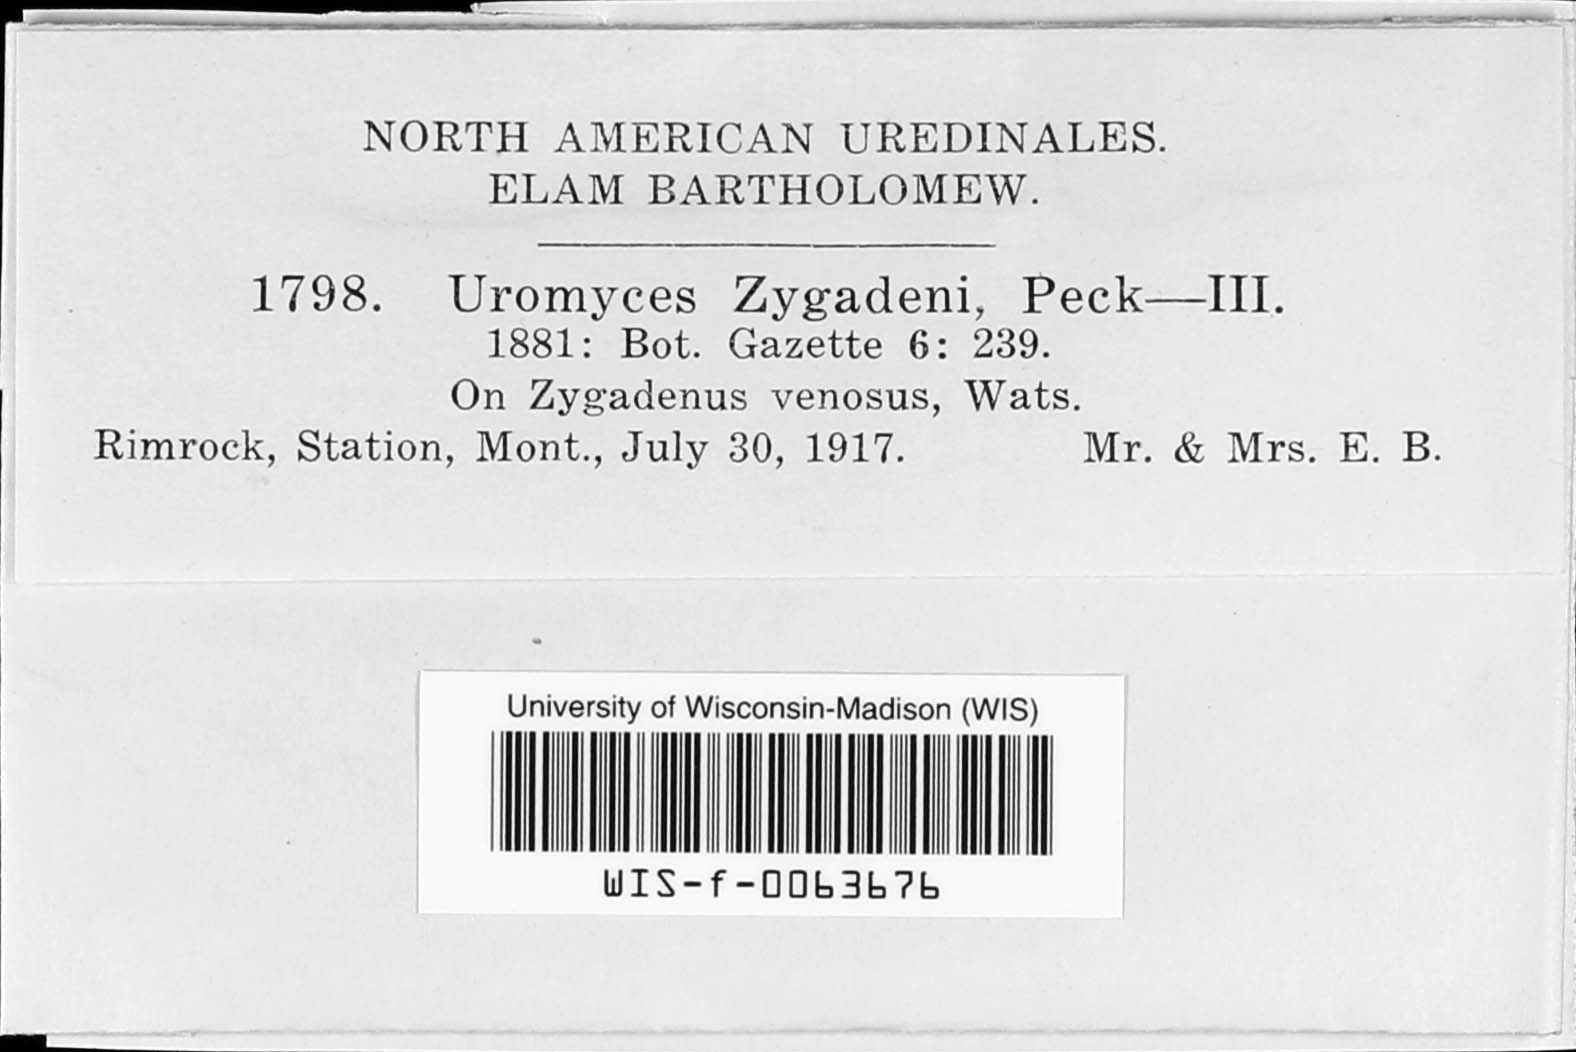 NORTH AMERICAN UREDINALES.
ELAM BARTHOLOMEW.
1798. Uromyces Zygadeni, Peck—III.
1881: Bot. Gazette 6: 239.
On Zygadenus venosus, Wats.
Rimrock, Station, Mont., July 30, 1917. Mr. & Mrs. E. B.
University of Wisconsin-Madison (WIS)
WIS-f-0063676